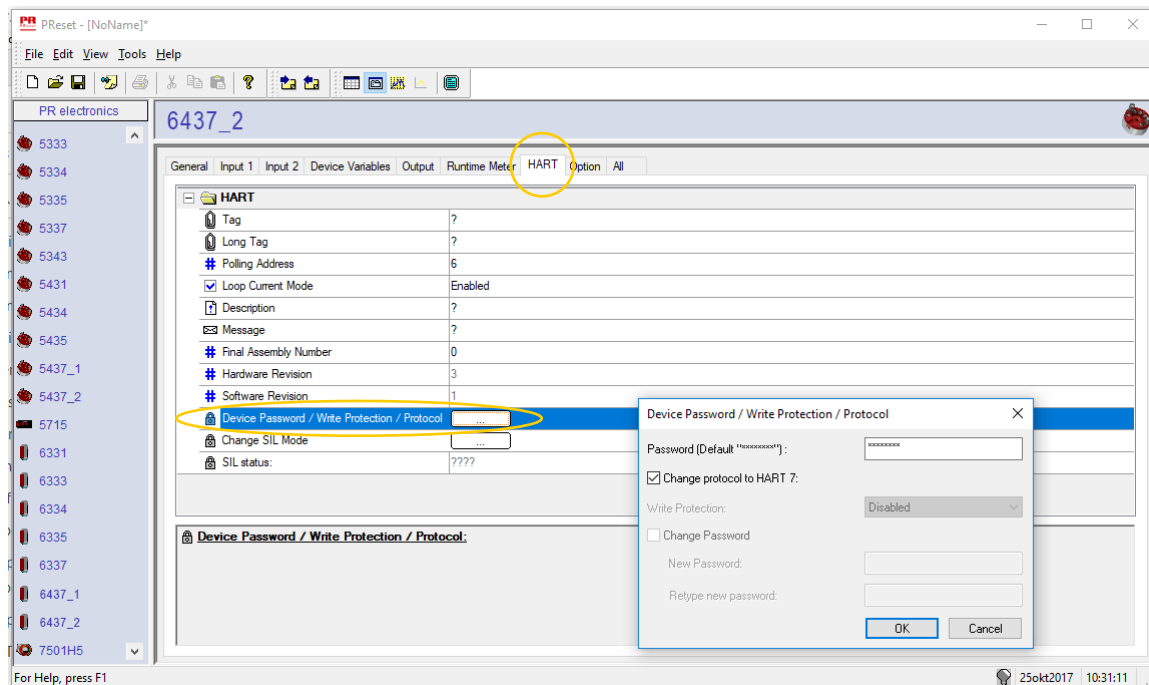 PR PReset - [NoName]*
File Edit View Tools Help
PR electronics
5333
5334
5335
5337
5343
5431
5434
5435
5437_1
5437_2
5715
6331
6333
6334
6335
6337
6437_1
6437_2
7501H5
6437_2
General Input 1 Input 2 Device Variables Output Runtime Meter HART Option All
HART
Tag ?
Long Tag ?
# Polling Address 6
Loop Current Mode Enabled
Description ?
Message ?
# Final Assembly Number 0
# Hardware Revision 3
# Software Revision 1
Device Password / Write Protection / Protocol ...
Change SIL Mode ...
SIL status: ????
Device Password / Write Protection / Protocol:
Device Password / Write Protection / Protocol
Password (Default "********") : ********
Change protocol to HART 7:
Write Protection: Disabled
Change Password
New Password:
Retype new password:
OK Cancel
For Help, press F1 25okt2017 10:31:11